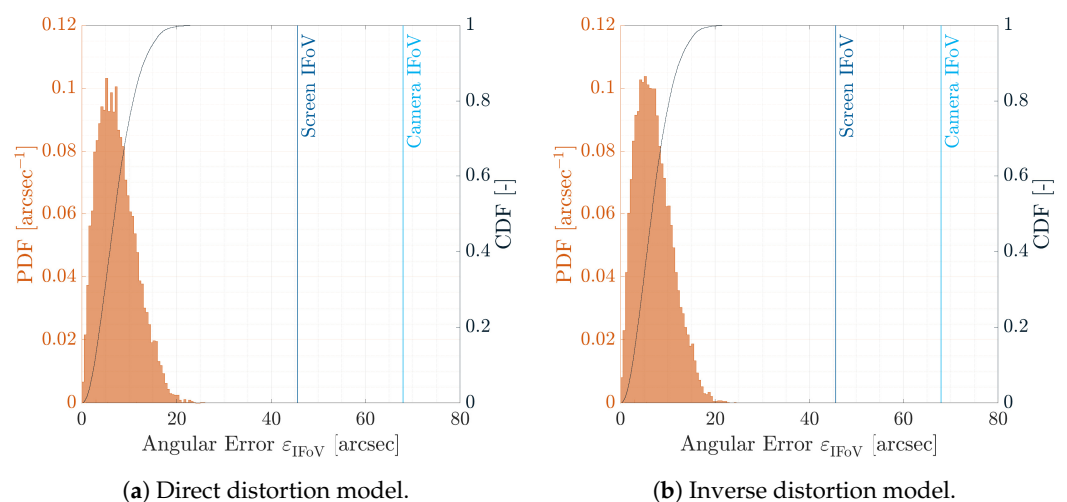 0.12
0.1
0.08
0.06
0.04
0.02
0
PDF [arcsec⁻¹]
1
0.8
0.6
0.4
0.2
0
CDF [-]
Screen IFoV
Camera IFoV
0 20 40 60 80
Angular Error ε_IFoV [arcsec]
(a) Direct distortion model.
0.12
0.1
0.08
0.06
0.04
0.02
0
PDF [arcsec⁻¹]
1
0.8
0.6
0.4
0.2
0
CDF [-]
Screen IFoV
Camera IFoV
0 20 40 60 80
Angular Error ε_IFoV [arcsec]
(b) Inverse distortion model.